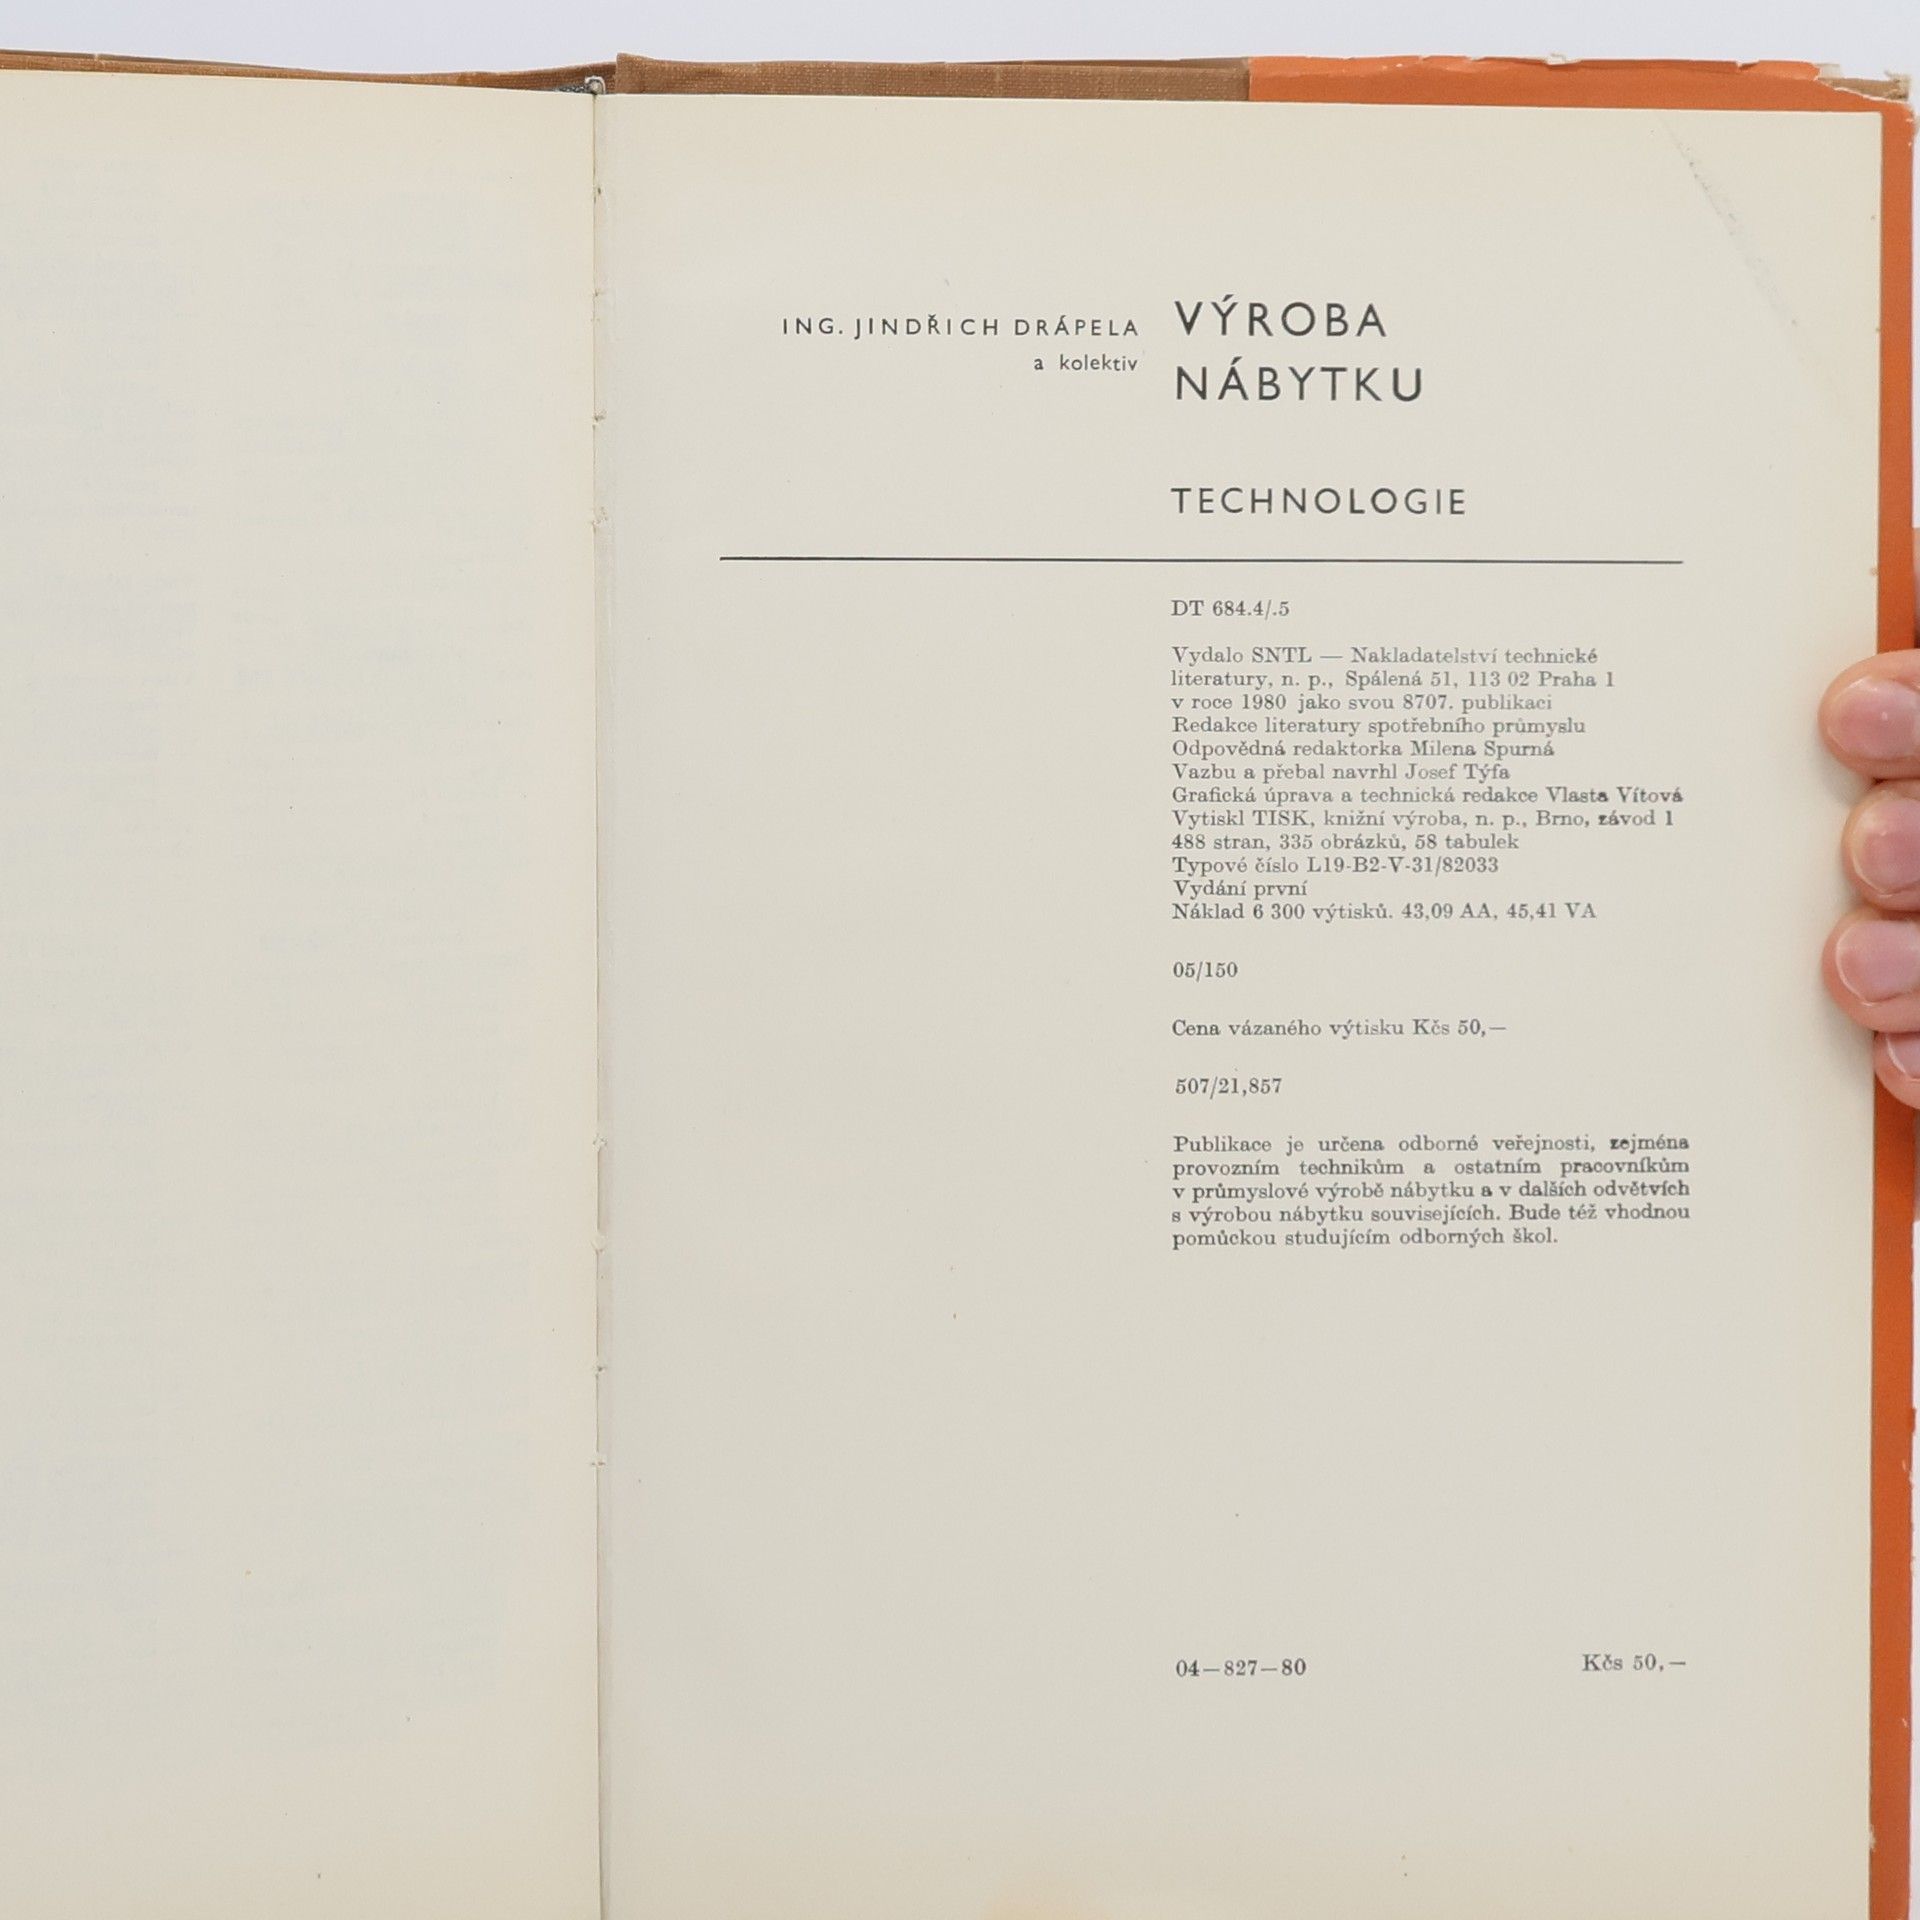 ING. JINDŘICH DRÁPELA
a kolektiv
VÝROBA
NÁBYTKU
TECHNOLOGIE
DT 684.4/.5
Vydalo SNTL — Nakladatelství technické
literatury, n. p., Spálená 51, 113 02 Praha 1
v roce 1980 jako svou 8707. publikaci
Redakce literatury spotřebního průmyslu
Odpovědná redaktorka Milena Spurná
Vazbu a přebal navrhl Josef Týfa
Grafická úprava a technická redakce Vlasta Vítová
Vytiskl TISK, knižní výroba, n. p., Brno, závod 1
488 stran, 335 obrázků, 58 tabulek
Typové číslo L19-B2-V-31/82033
Vydání první
Náklad 6 300 výtisků. 43,09 AA, 45,41 VA
05/150
Cena vázaného výtisku Kčs 50,—
507/21,857
Publikace je určena odborné veřejnosti, zejména
provozním technikům a ostatním pracovníkům
v průmyslové výrobě nábytku a v dalších odvětvích
s výrobou nábytku souvisejících. Bude též vhodnou
pomůckou studujícím odborných škol.
04—827—80 Kčs 50,—